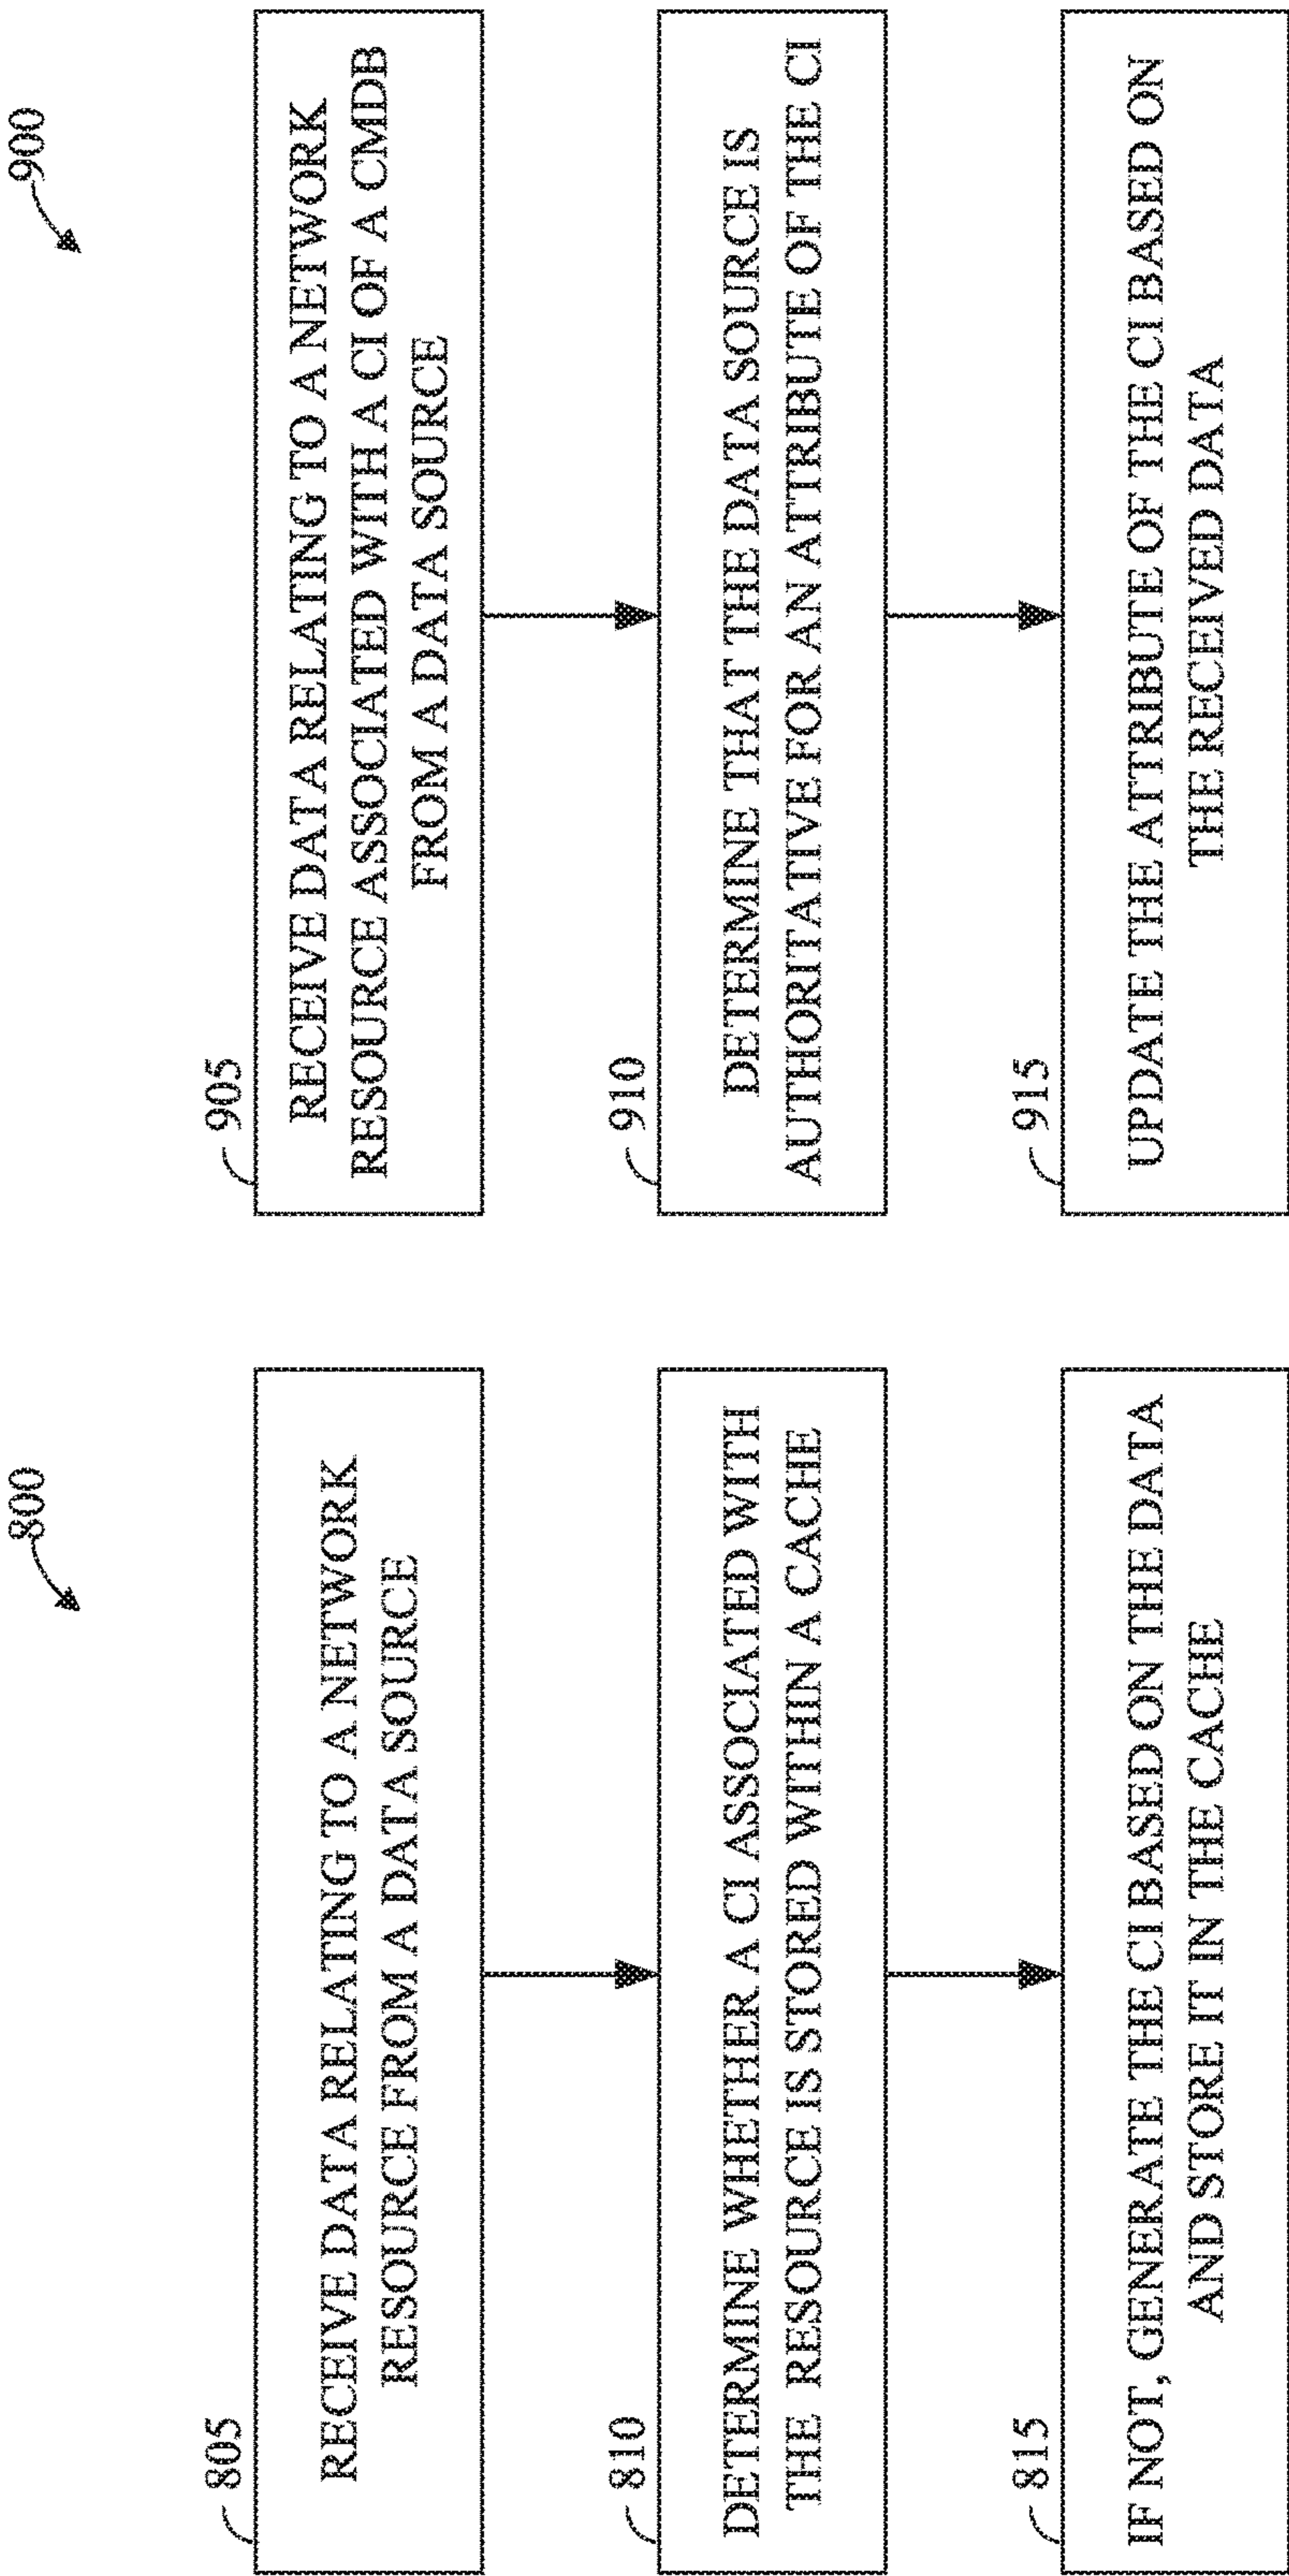 800
805
RECEIVE DATA RELATING TO A NETWORK
RESOURCE FROM A DATA SOURCE
810
DETERMINE WHETHER A CI ASSOCIATED WITH
THE RESOURCE IS STORED WITHIN A CACHE
815
IF NOT, GENERATE THE CI BASED ON THE DATA
AND STORE IT IN THE CACHE
900
905
RECEIVE DATA RELATING TO A NETWORK
RESOURCE ASSOCIATED WITH A CI OF A CMDB
FROM A DATA SOURCE
910
DETERMINE THAT THE DATA SOURCE IS
AUTHORITATIVE FOR AN ATTRIBUTE OF THE CI
915
UPDATE THE ATTRIBUTE OF THE CI BASED ON
THE RECEIVED DATA